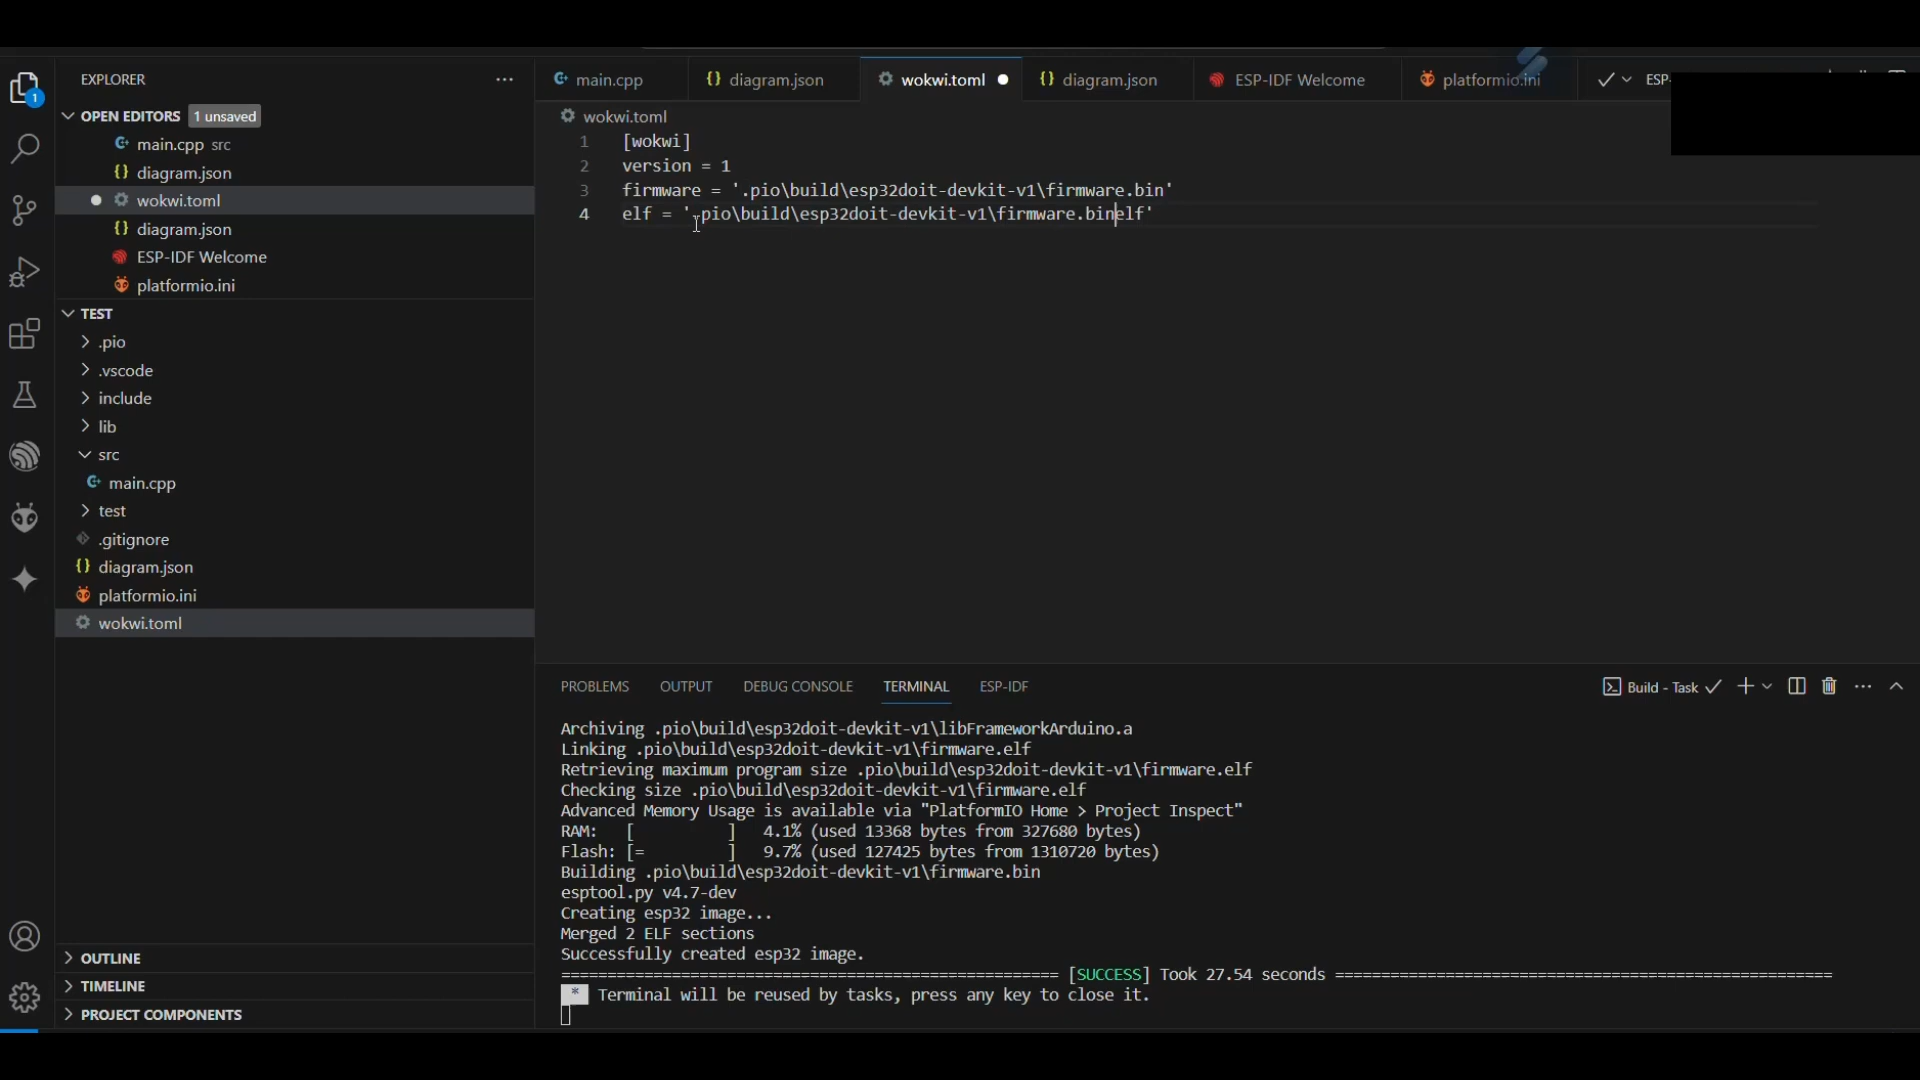 EXPLORER
OPEN EDITORS 1 unsaved
main.cpp src
diagram.json
wokwi.toml
diagram.json
ESP-IDF Welcome
platformio.ini
TEST
.pio
.vscode
include
lib
src
main.cpp
test
.gitignore
diagram.json
platformio.ini
wokwi.toml
OUTLINE
TIMELINE
PROJECT COMPONENTS
1
main.cpp diagram.json wokwi.toml diagram.json ESP-IDF Welcome platformio.ini ESP-
wokwi.toml
1 [wokwi]
2 version = 1
3 firmware = '.pio\build\esp32doit-devkit-v1\firmware.bin'
4 elf = '.pio\build\esp32doit-devkit-v1\firmware.binelf'
PROBLEMS OUTPUT DEBUG CONSOLE TERMINAL ESP-IDF Build - Task
Archiving .pio\build\esp32doit-devkit-v1\libFrameworkArduino.a
Linking .pio\build\esp32doit-devkit-v1\firmware.elf
Retrieving maximum program size .pio\build\esp32doit-devkit-v1\firmware.elf
Checking size .pio\build\esp32doit-devkit-v1\firmware.elf
Advanced Memory Usage is available via "PlatformIO Home > Project Inspect"
RAM: [ ] 4.1% (used 13368 bytes from 327680 bytes)
Flash: [= ] 9.7% (used 127425 bytes from 1310720 bytes)
Building .pio\build\esp32doit-devkit-v1\firmware.bin
esptool.py v4.7-dev
Creating esp32 image...
Merged 2 ELF sections
Successfully created esp32 image.
====================================================== [SUCCESS] Took 27.54 seconds ======================================================
* Terminal will be reused by tasks, press any key to close it.